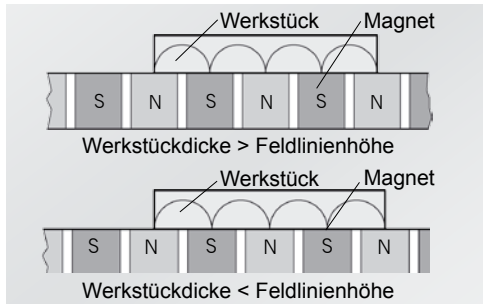 Werkstück Magnet
S N S N S N
Werkstückdicke > Feldlinienhöhe
Werkstück Magnet
S N S N S N
Werkstückdicke < Feldlinienhöhe